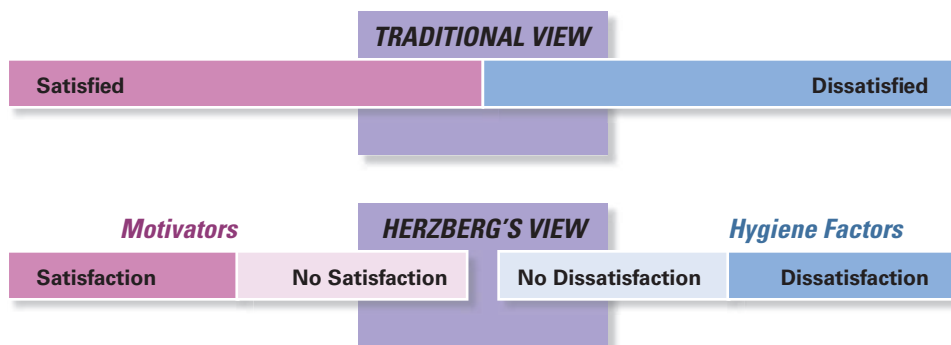 TRADITIONAL VIEW
Satisfied Dissatisfied
Motivators HERZBERG'S VIEW Hygiene Factors
Satisfaction No Satisfaction No Dissatisfaction Dissatisfaction